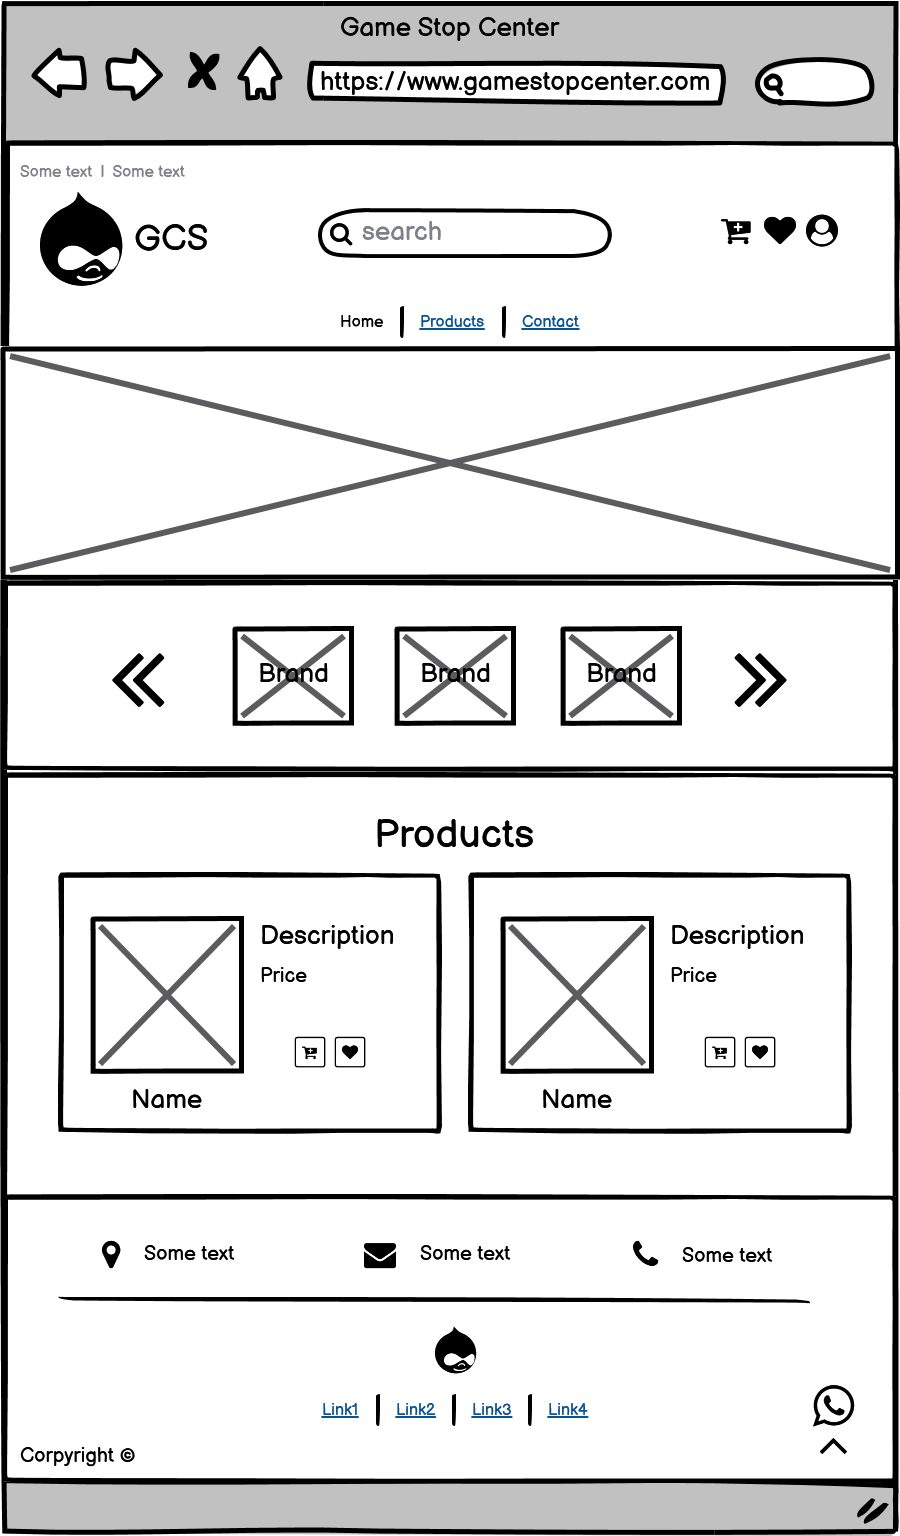 Game Stop Center
https://www.gamestopcenter.com
Some text | Some text
GCS
search
Home
Products
Contact
Brand
Brand
Brand
Products
Description
Price
Name
Description
Price
Name
Some text
Some text
Some text
Link1
Link2
Link3
Link4
Corpyright ©